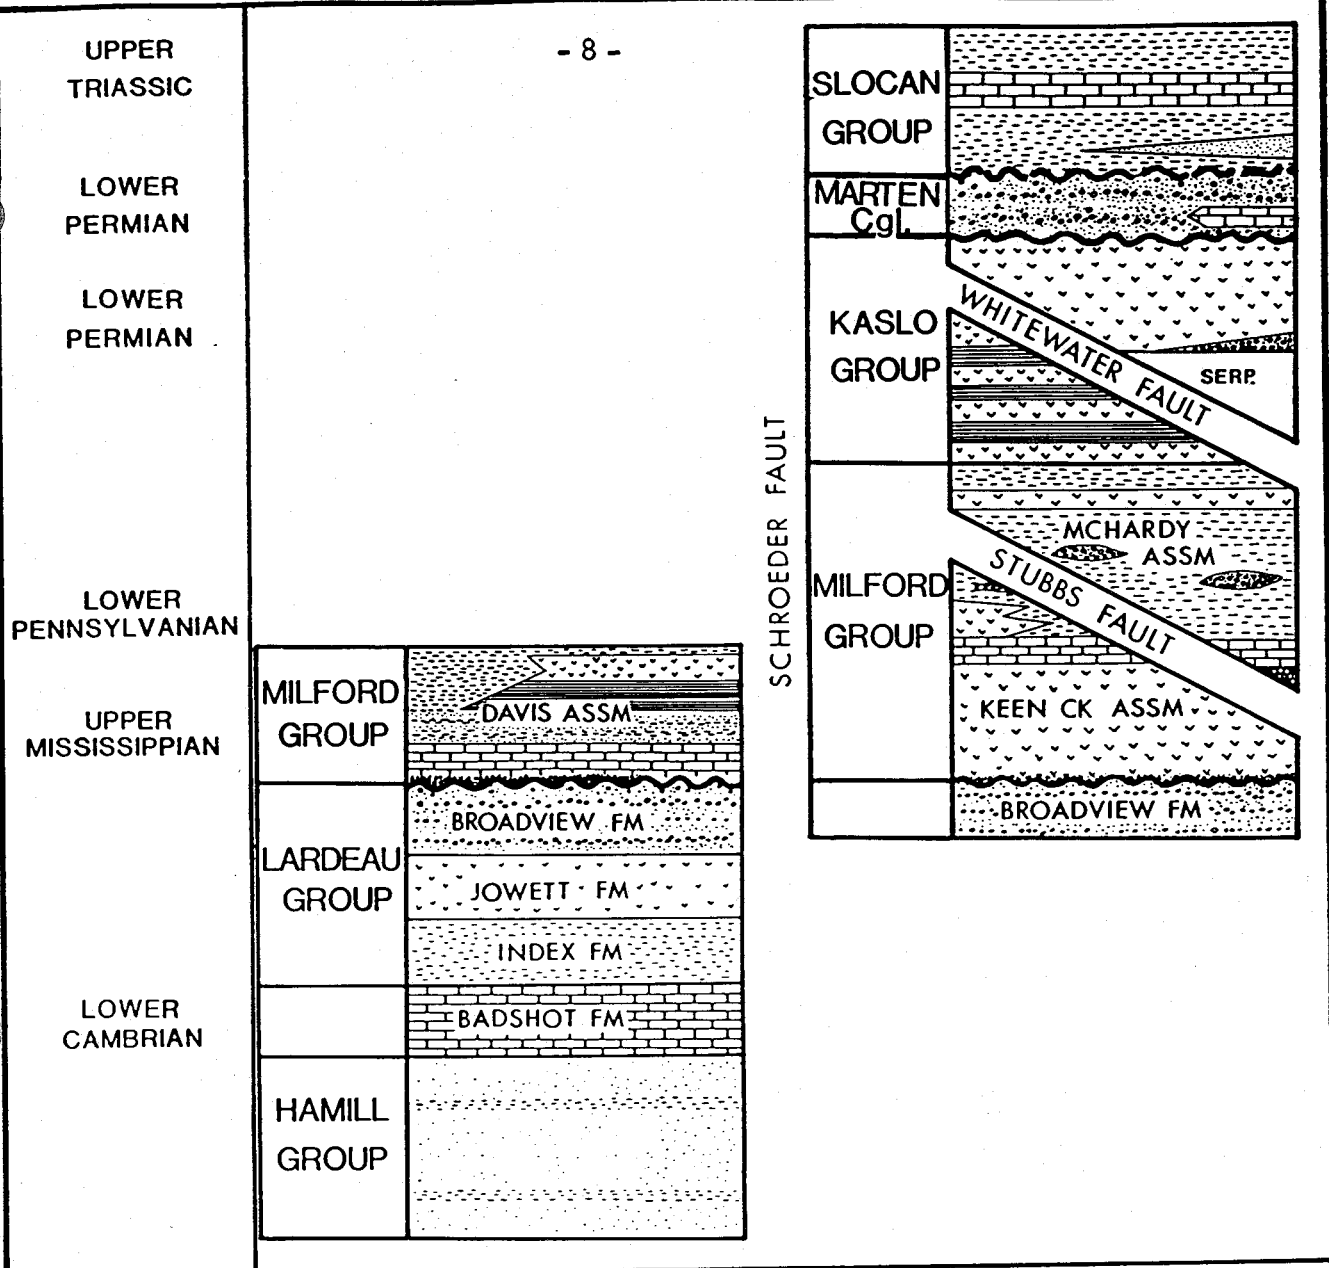 - 8 -
UPPER
TRIASSIC
LOWER
PERMIAN
LOWER
PERMIAN
LOWER
PENNSYLVANIAN
UPPER
MISSISSIPPIAN
LOWER
CAMBRIAN
MILFORD
GROUP
DAVIS ASSM
LARDEAU
GROUP
BROADVIEW FM
JOWETT FM
INDEX FM
BADSHOT FM
HAMILL
GROUP
SCHROEDER FAULT
SLOCAN
GROUP
MARTEN
Cgl.
KASLO
GROUP
WHITEWATER FAULT
SERP.
MILFORD
GROUP
MCHARDY
ASSM
STUBBS FAULT
KEEN CK ASSM
BROADVIEW FM